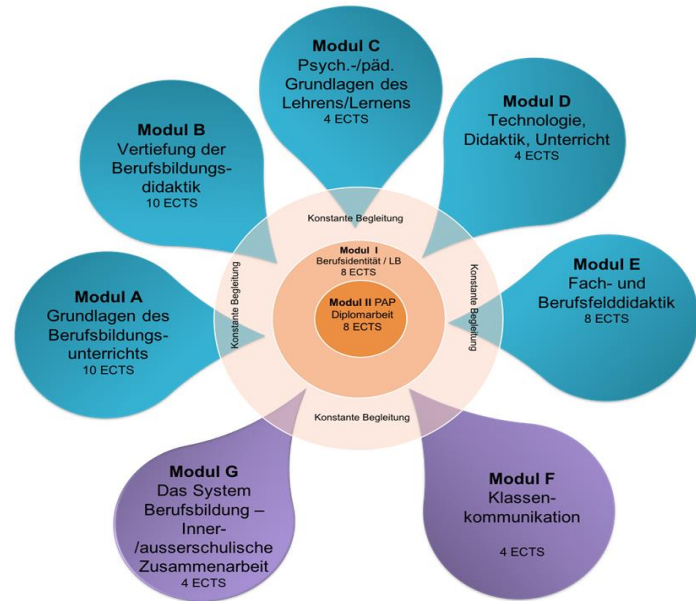 Modul C
Psych.-/päd.
Grundlagen des
Lehrens/Lernens
4 ECTS
Modul B
Vertiefung der
Berufsbildungs-
didaktik
10 ECTS
Modul D
Technologie,
Didaktik, Unterricht
4 ECTS
Modul A
Grundlagen des
Berufsbildungs-
unterrichts
10 ECTS
Konstante Begleitung
Konstante Begleitung
Modul I
Berufsidentität / LB
8 ECTS
Modul II PAP
Diplomarbeit
8 ECTS
Konstante Begleitung
Konstante Begleitung
Modul E
Fach- und
Berufsfelddidaktik
8 ECTS
Modul G
Das System
Berufsbildung –
Inner-
/ausserschulische
Zusammenarbeit
4 ECTS
Modul F
Klassen-
kommunikation
4 ECTS